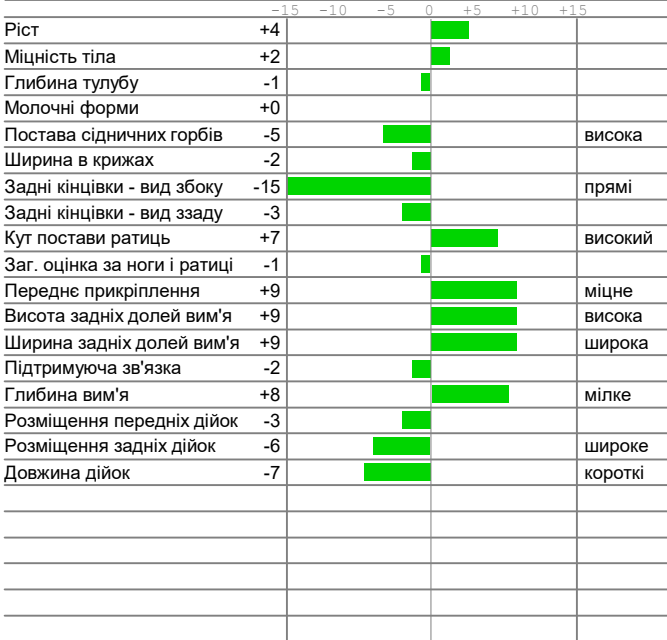 -15 -10 -5 0 +5 +10 +15
Ріст +4
Міцність тіла +2
Глибина тулубу -1
Молочні форми +0
Постава сідничних горбів -5 висока
Ширина в крижах -2
Задні кінцівки - вид збоку -15 прямі
Задні кінцівки - вид ззаду -3
Кут постави ратиць +7 високий
Заг. оцінка за ноги і ратиці -1
Переднє прикріплення +9 міцне
Висота задніх долей вим'я +9 висока
Ширина задніх долей вим'я +9 широка
Підтримуюча зв'язка -2
Глибина вим'я +8 мілке
Розміщення передніх дійок -3
Розміщення задніх дійок -6 широке
Довжина дійок -7 короткі